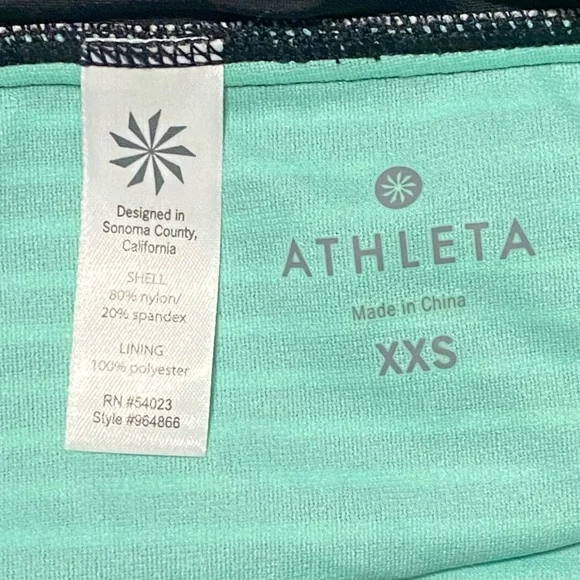 Designed in
Sonoma County,
California
SHELL
80% nylon/
20% spandex
LINING
100% polyester
RN #54023
Style #964866
ATHLETA
Made in China
XXS